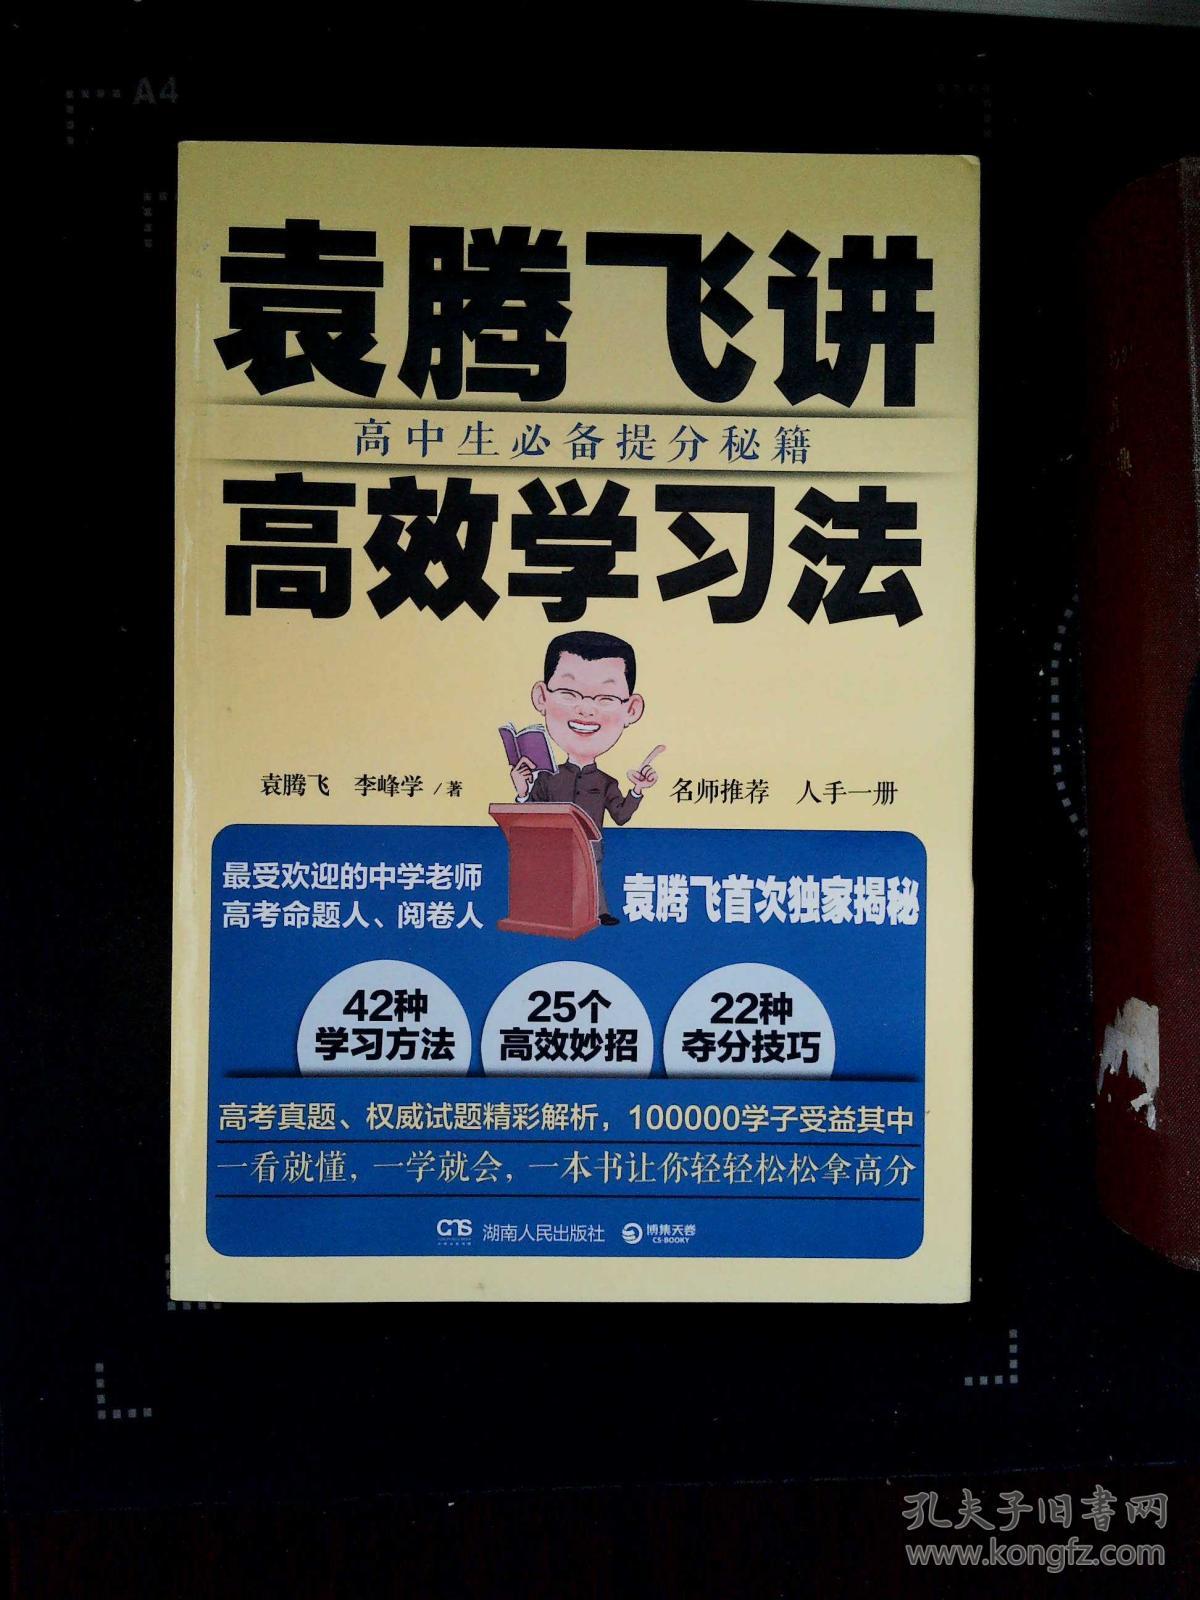 A4
袁腾飞讲
高中生必备提分秘籍
高效学习法
袁腾飞 李峰学/著
名师推荐 人手一册
最受欢迎的中学老师
高考命题人、阅卷人
袁腾飞首次独家揭秘
42种
学习方法
25个
高效妙招
22种
夺分技巧
高考真题、权威试题精彩解析，100000学子受益其中
一看就懂，一学就会，一本书让你轻轻松松拿高分
湖南人民出版社
博集天卷
CS-BOOKY
孔夫子旧书网
www.kongfz.com